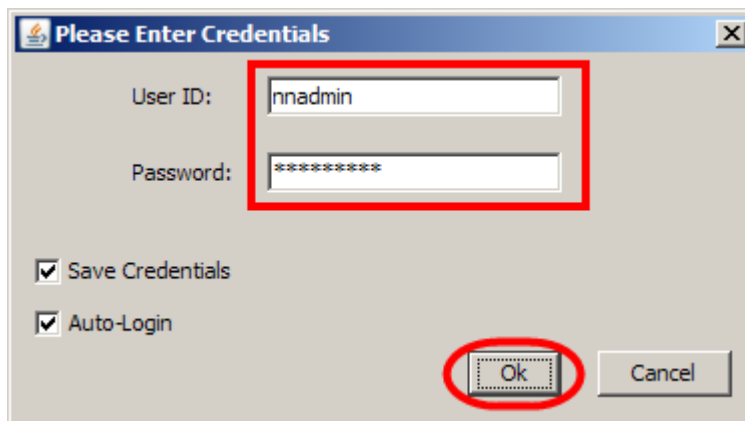 Please Enter Credentials
User ID: nnadmin
Password: *********
Save Credentials
Auto-Login
Ok Cancel